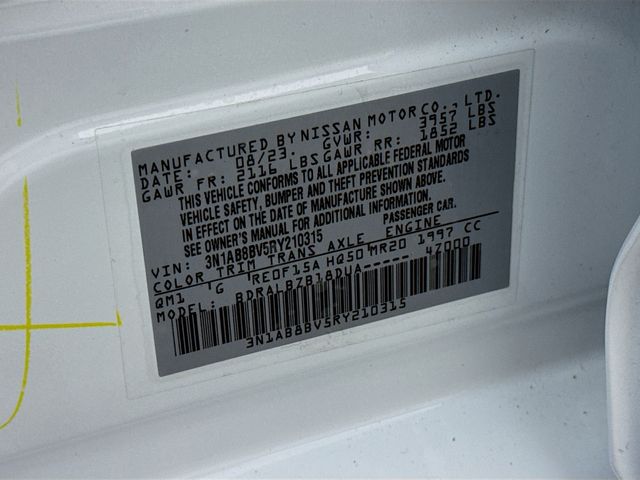 MANUFACTURED BY NISSAN MOTOR CO., LTD.
DATE: 08/23. GVWR: 3957 LBS
GAWR FR: 2116 LBS GAWR RR: 1852 LBS
THIS VEHICLE CONFORMS TO ALL APPLICABLE FEDERAL MOTOR
VEHICLE SAFETY, BUMPER AND THEFT PREVENTION STANDARDS
IN EFFECT ON THE DATE OF MANUFACTURE SHOWN ABOVE.
SEE OWNER'S MANUAL FOR ADDITIONAL INFORMATION.
VIN: 3N1AB8BV5RY210315 PASSENGER CAR.
COLOR TRIM TRANS AXLE ENGINE
QM1 G RE0F15A HQ50 MR20 1997 CC
MODEL: BDRALBZB18DUA----- 47000
3N1AB8BV5RY210315